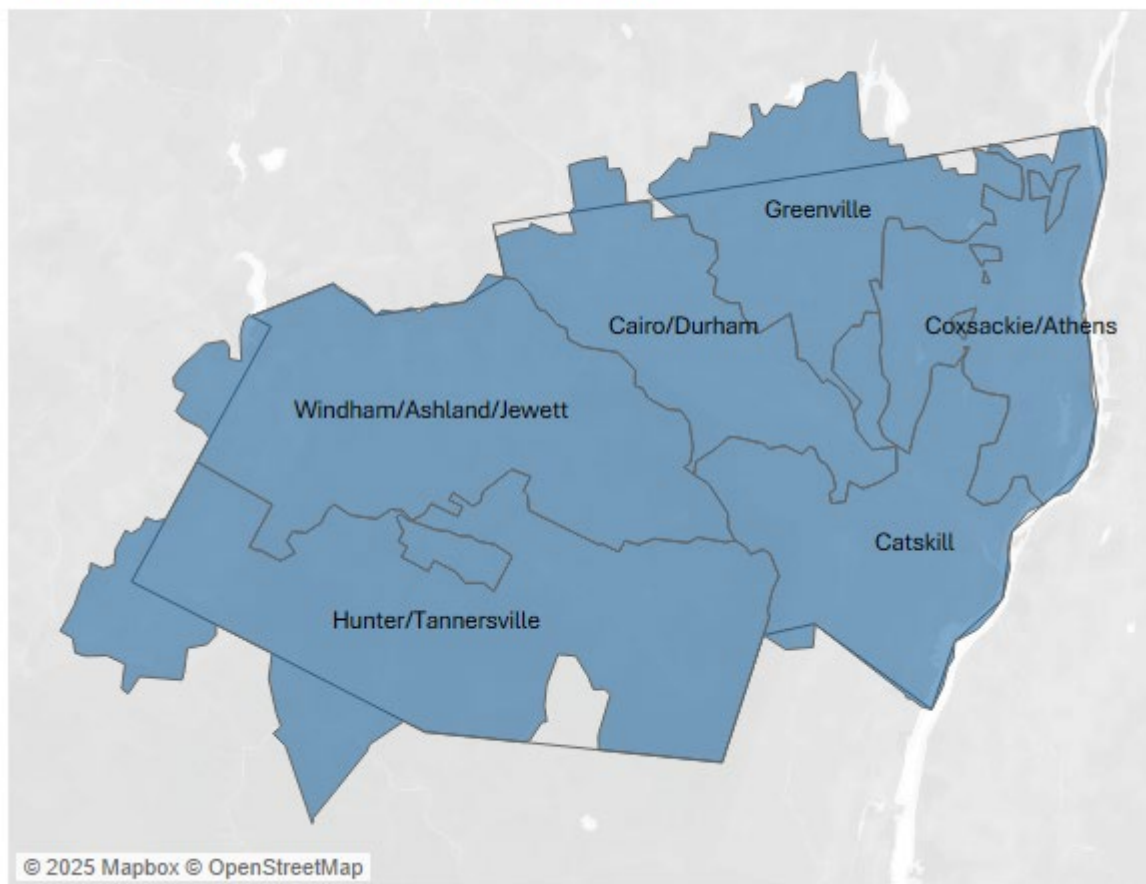 Greenville
Cairo/Durham
Coxsackie/Athens
Windham/Ashland/Jewett
Catskill
Hunter/Tannersville
© 2025 Mapbox © OpenStreetMap